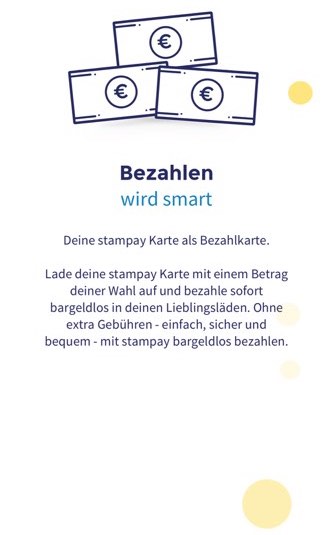 €
€
€
Bezahlen
wird smart
Deine stampay Karte als Bezahlkarte.
Lade deine stampay Karte mit einem Betrag
deiner Wahl auf und bezahle sofort
bargeldlos in deinen Lieblingsläden. Ohne
extra Gebühren - einfach, sicher und
bequem - mit stampay bargeldlos bezahlen.